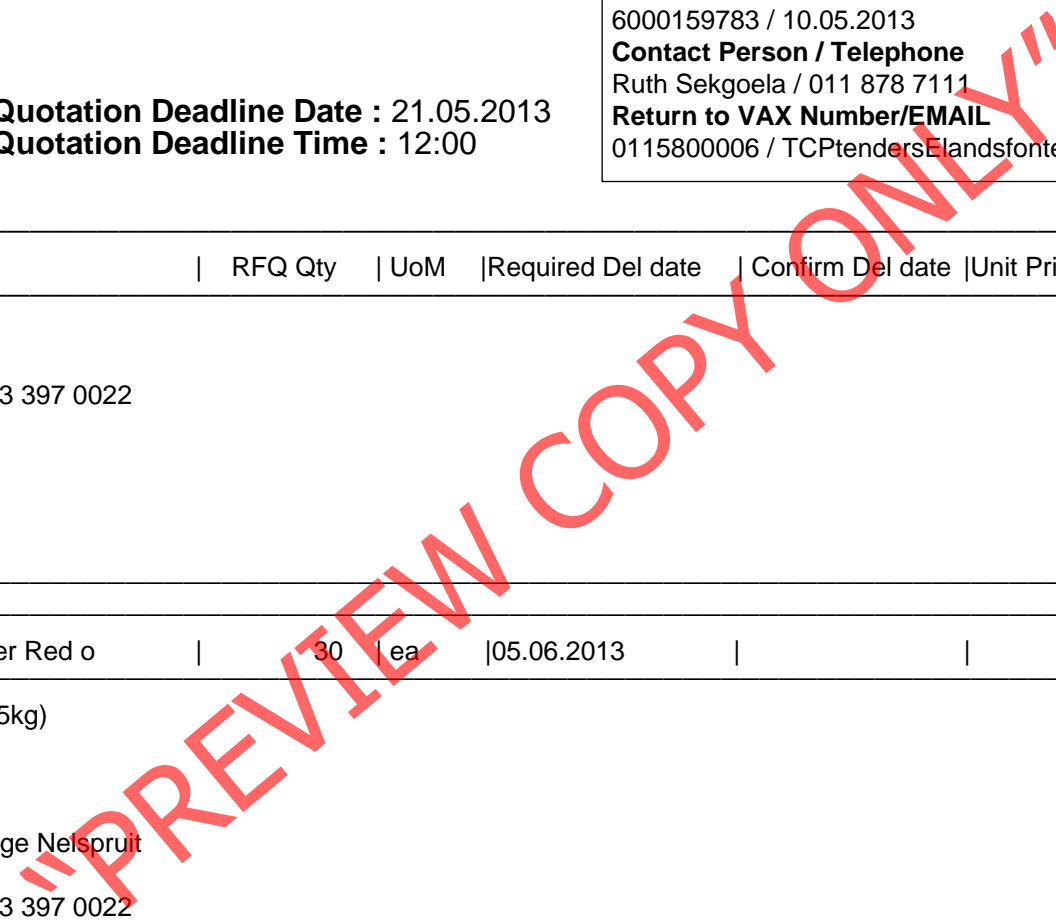 6000159783 / 10.05.2013
Contact Person / Telephone
Ruth Sekgoela / 011 878 7111
Quotation Deadline Date : 21.05.2013
Return to VAX Number/EMAIL
Quotation Deadline Time : 12:00
0115800006 / TCPtendersElandsfonte
| RFQ Qty | UoM |Required Del date | Confirm Del date |Unit Pri
3 397 0022
er Red o | 30 | ea |05.06.2013 | |
5kg)
ge Nelspruit
3 397 0022
"PREVIEW COPY ONLY"